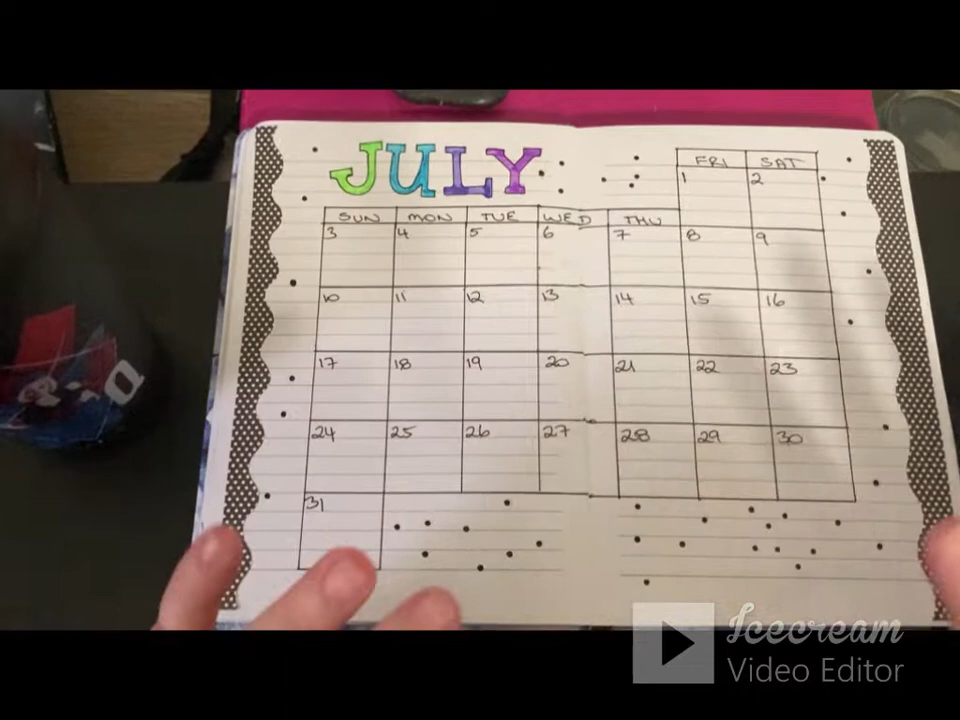 JULY
FRI SAT
1 2
SUN MON TUE WED THU
3 4 5 6 7 8 9
10 11 12 13 14 15 16
17 18 19 20 21 22 23
24 25 26 27 28 29 30
31
Icecream
Video Editor